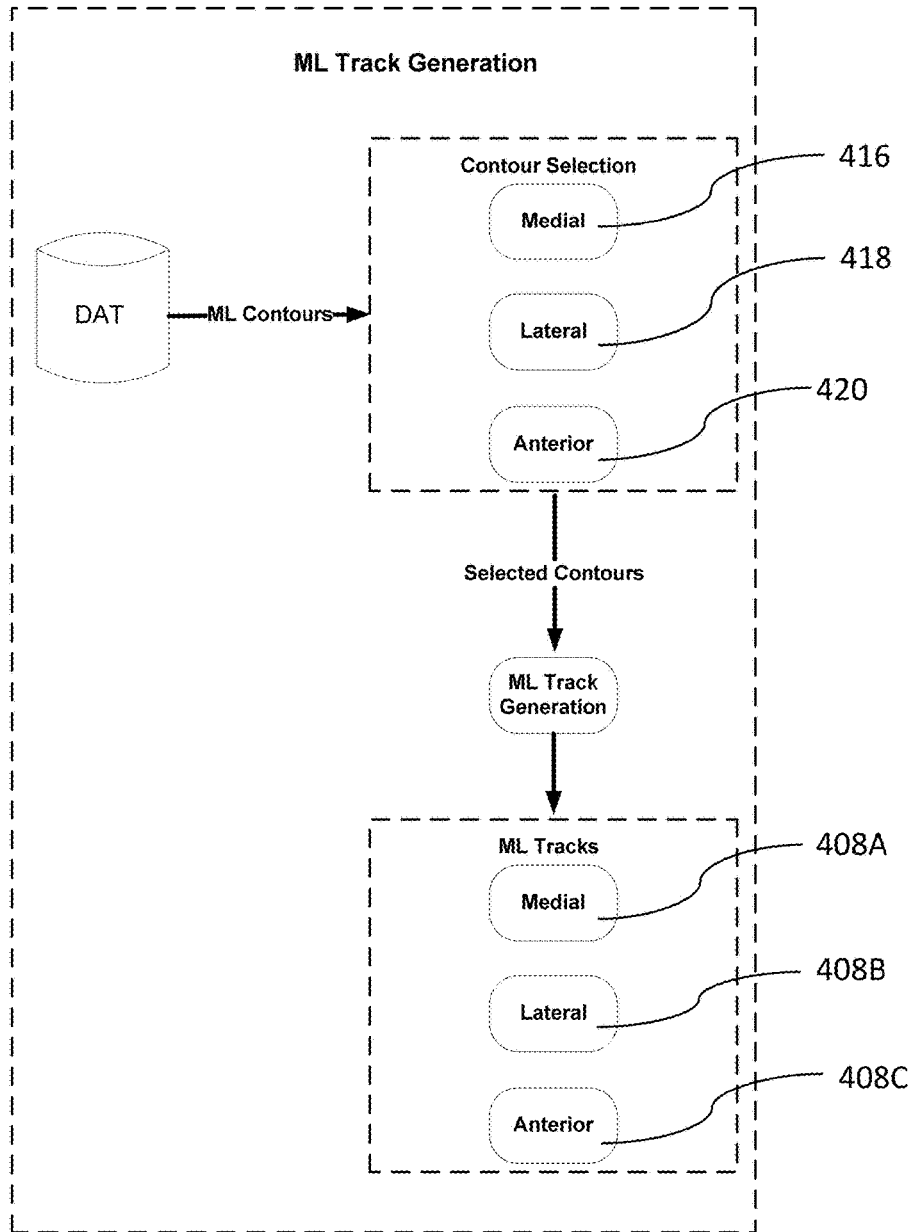 ML Track Generation
Contour Selection
416
Medial
418
DAT
ML Contours
Lateral
420
Anterior
Selected Contours
ML Track
Generation
ML Tracks
408A
Medial
408B
Lateral
408C
Anterior